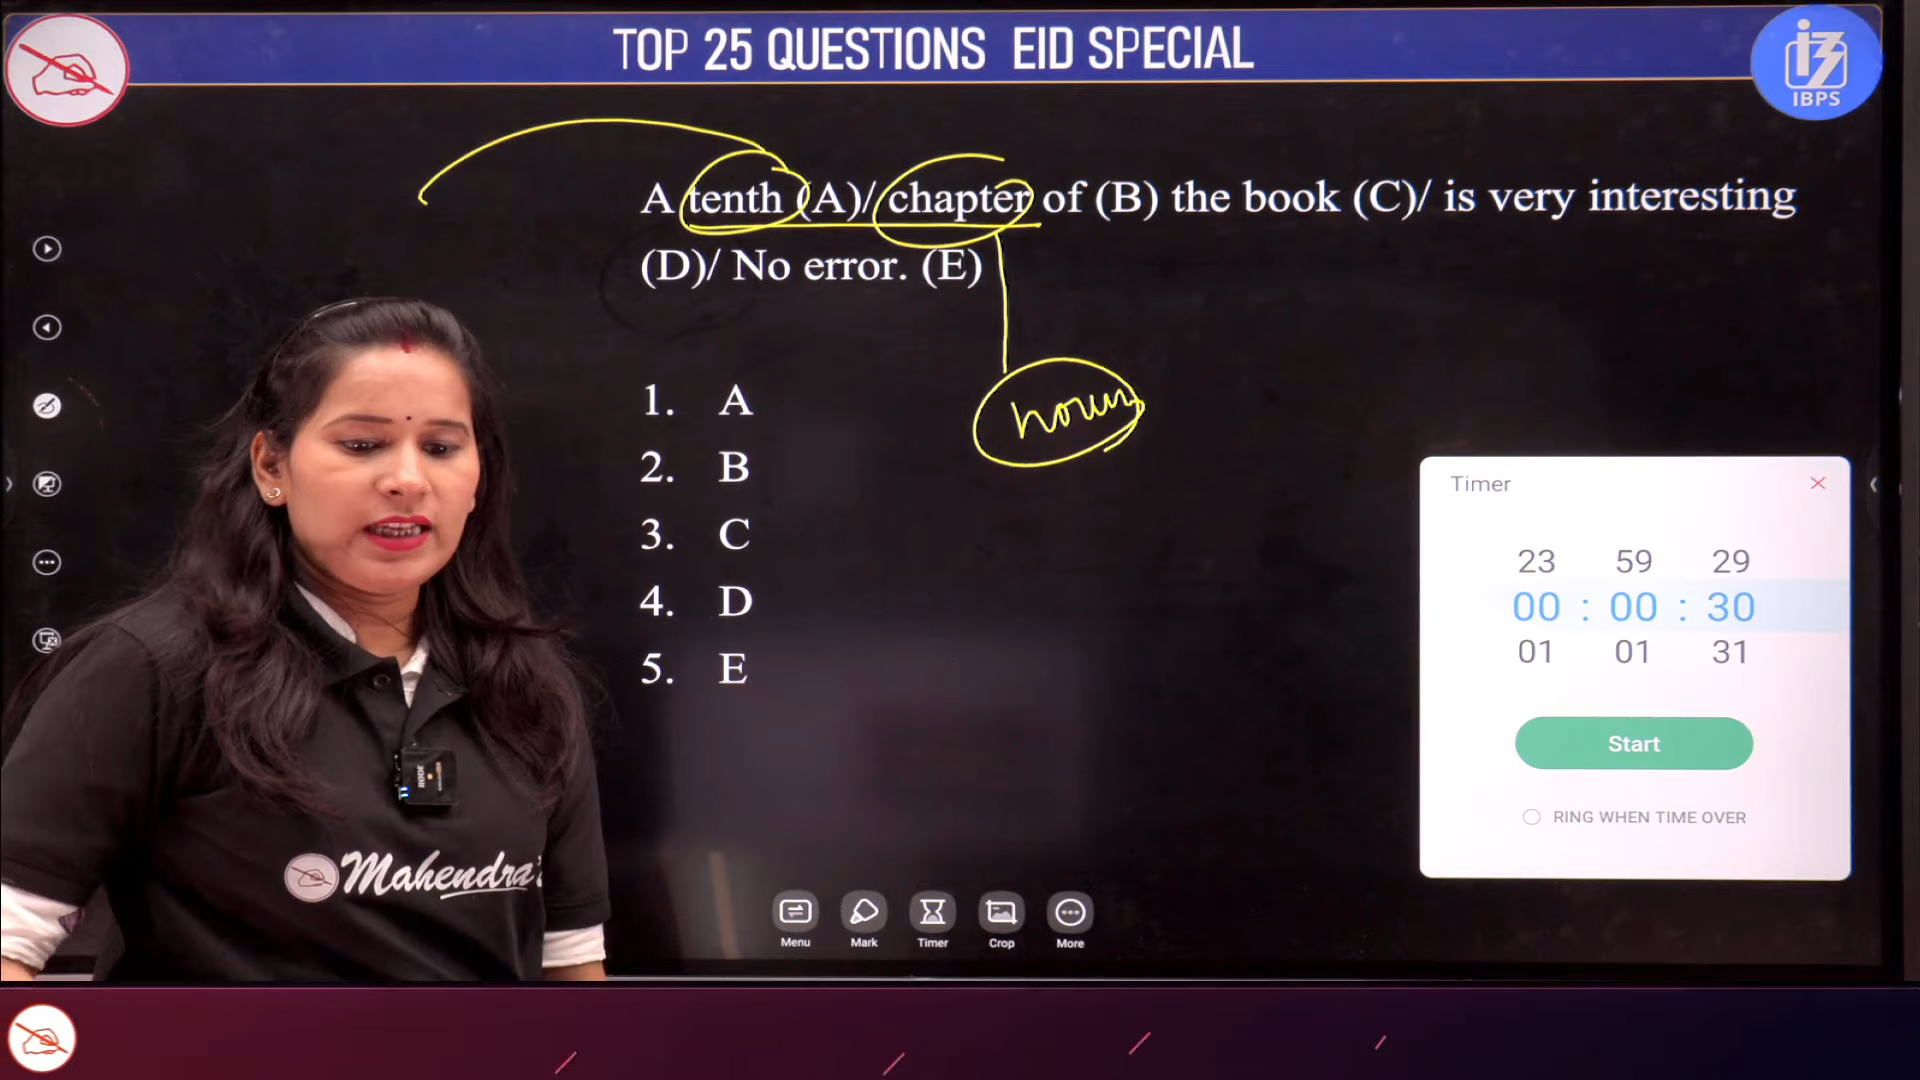 TOP 25 QUESTIONS EID SPECIAL
IBPS
A tenth (A)/ chapter of (B) the book (C)/ is very interesting
(D)/ No error. (E)
noun
1. A
2. B
3. C
4. D
5. E
Timer
23 59 29
00 : 00 : 30
01 01 31
Start
RING WHEN TIME OVER
RODE
Mahendra's
Menu Mark Timer Crop More